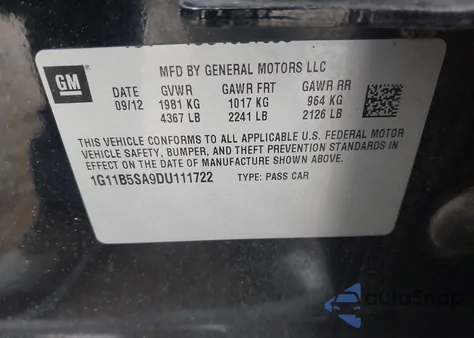 MFD BY GENERAL MOTORS LLC
GM
DATE GVWR GAWR FRT GAWR RR
09/12 1981 KG 1017 KG 964 KG
4367 LB 2241 LB 2126 LB
THIS VEHICLE CONFORMS TO ALL APPLICABLE U.S. FEDERAL MOTOR
VEHICLE SAFETY, BUMPER, AND THEFT PREVENTION STANDARDS IN
EFFECT ON THE DATE OF MANUFACTURE SHOWN ABOVE.
1G11B5SA9DU111722 TYPE: PASS CAR
autoSnap